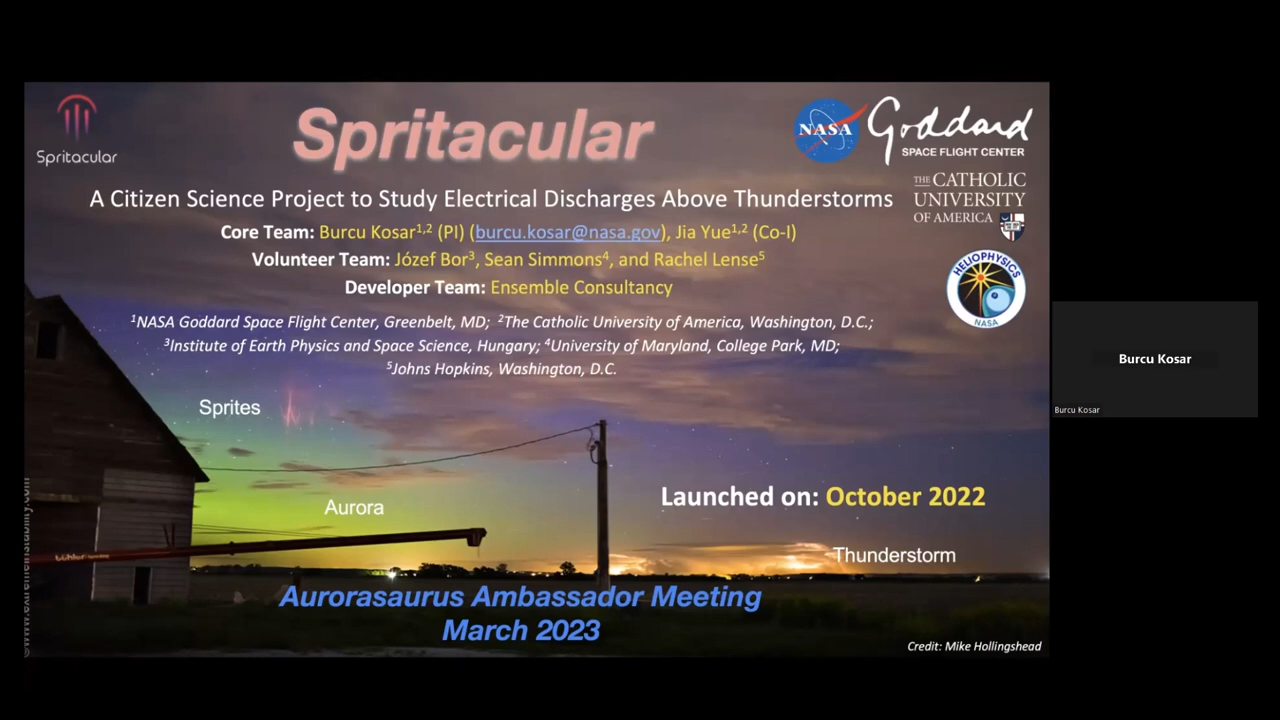 Spritacular
Spritacular
NASA
Goddard
SPACE FLIGHT CENTER
A Citizen Science Project to Study Electrical Discharges Above Thunderstorms
THE CATHOLIC
UNIVERSITY
OF AMERICA
Core Team: Burcu Kosar¹,² (PI) (burcu.kosar@nasa.gov), Jia Yue¹,² (Co-I)
Volunteer Team: Józef Bor³, Sean Simmons⁴, and Rachel Lense⁵
Developer Team: Ensemble Consultancy
HELIOPHYSICS
NASA
¹NASA Goddard Space Flight Center, Greenbelt, MD; ²The Catholic University of America, Washington, D.C.;
³Institute of Earth Physics and Space Science, Hungary; ⁴University of Maryland, College Park, MD;
⁵Johns Hopkins, Washington, D.C.
Burcu Kosar
Burcu Kosar
Sprites
Launched on: October 2022
Aurora
Thunderstorm
Aurorasaurus Ambassador Meeting
March 2023
Credit: Mike Hollingshead
©www.extremeinstability.com